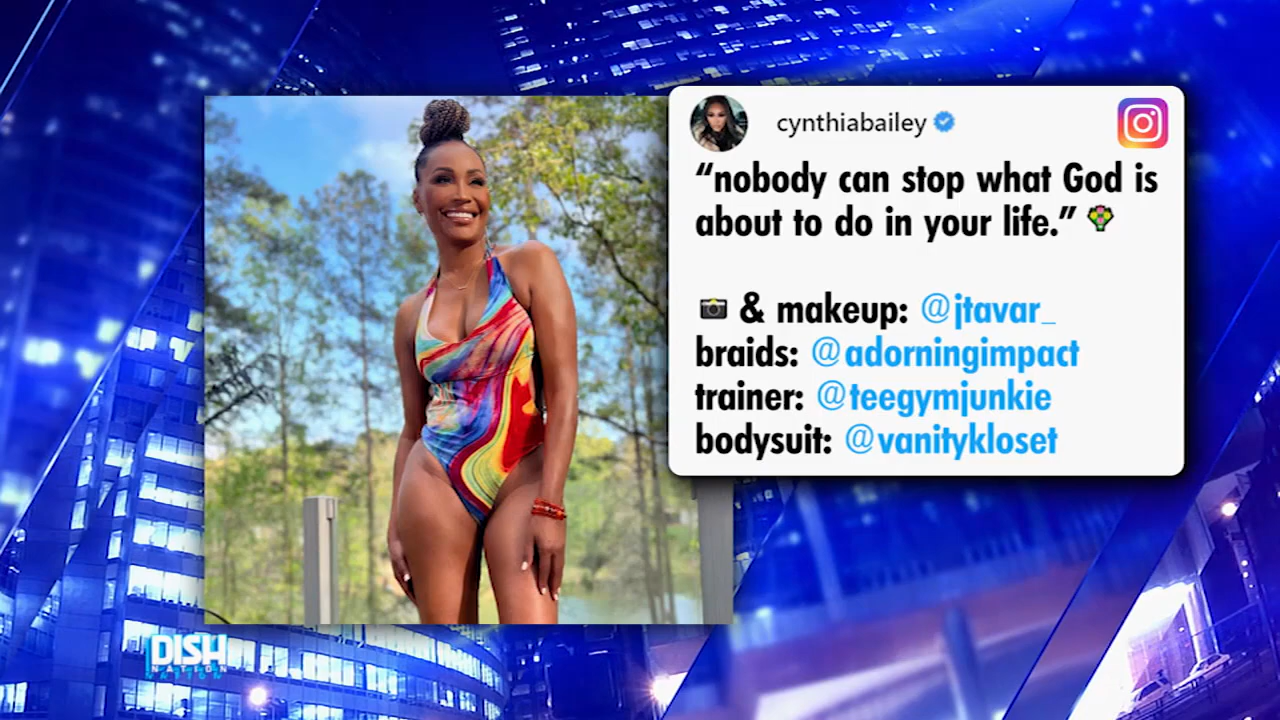 cynthiabailey
“nobody can stop what God is
about to do in your life.” 💐
📷 & makeup: @jtavar_
braids: @adorningimpact
trainer: @teegymjunkie
bodysuit: @vanitykloset
DISH
NATION